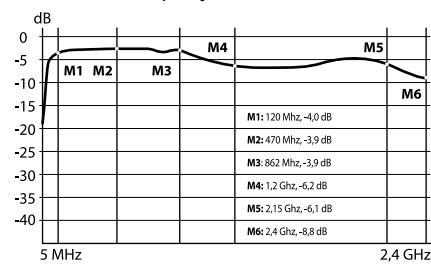 dB
0
-5
-10
-15
-20
-25
-30
-35
-40
M1 M2 M3 M4 M5 M6
M1: 120 Mhz, -4,0 dB
M2: 470 Mhz, -3,9 dB
M3: 862 Mhz, -3,9 dB
M4: 1,2 Ghz, -6,2 dB
M5: 2,15 Ghz, -6,1 dB
M6: 2,4 Ghz, -8,8 dB
5 MHz 2,4 GHz